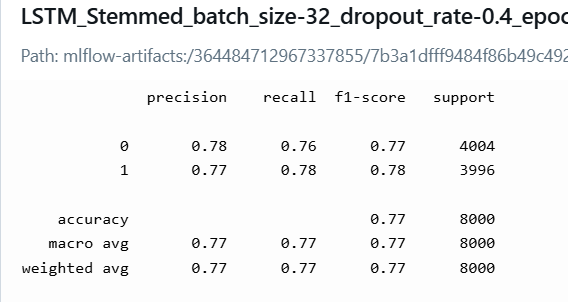 LSTM_Stemmed_batch_size-32_dropout_rate-0.4_epoc
Path: mlflow-artifacts:/364484712967337855/7b3a1dfff9484f86b49c492
precision recall f1-score support
0 0.78 0.76 0.77 4004
1 0.77 0.78 0.78 3996
accuracy 0.77 8000
macro avg 0.77 0.77 0.77 8000
weighted avg 0.77 0.77 0.77 8000